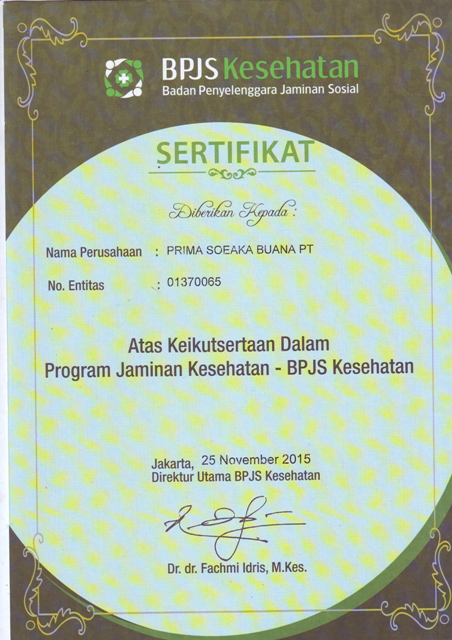 BPJS Kesehatan
Badan Penyelenggara Jaminan Sosial
SERTIFIKAT
Diberikan Kepada :
Nama Perusahaan : PRIMA SOEAKA BUANA PT
No. Entitas : 01370065
Atas Keikutsertaan Dalam
Program Jaminan Kesehatan - BPJS Kesehatan
Jakarta, 25 November 2015
Direktur Utama BPJS Kesehatan
Dr. dr. Fachmi Idris, M.Kes.